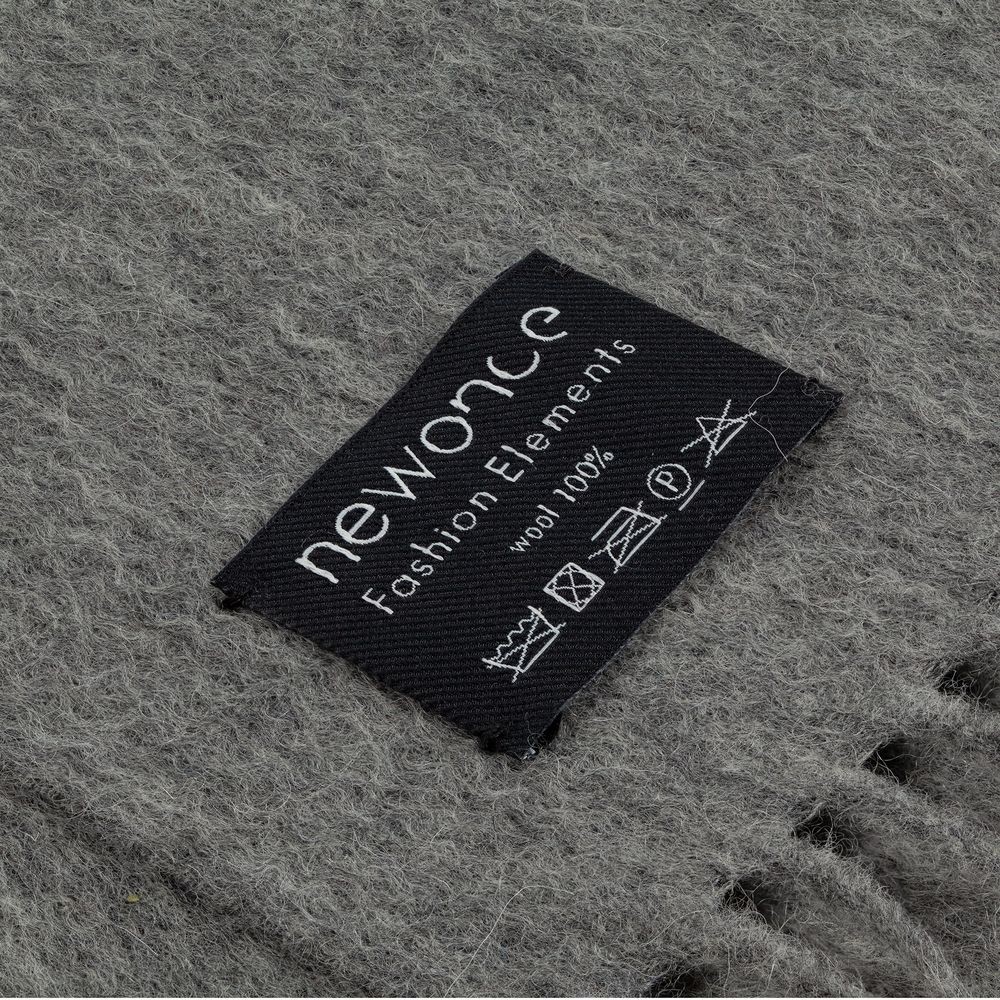 newonce
Fashion Elements
wool 100%
P